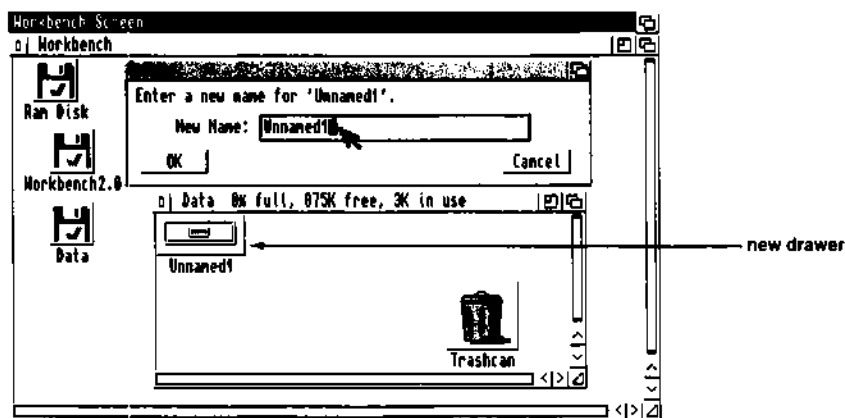 Workbench Screen
Workbench
Ram Disk
Workbench2.0
Data
Enter a new name for 'Unnamed1'.
New Name: Unnamed1
OK
Cancel
Data 0% full, 875K free, 3K in use
Unnamed1
Trashcan
new drawer